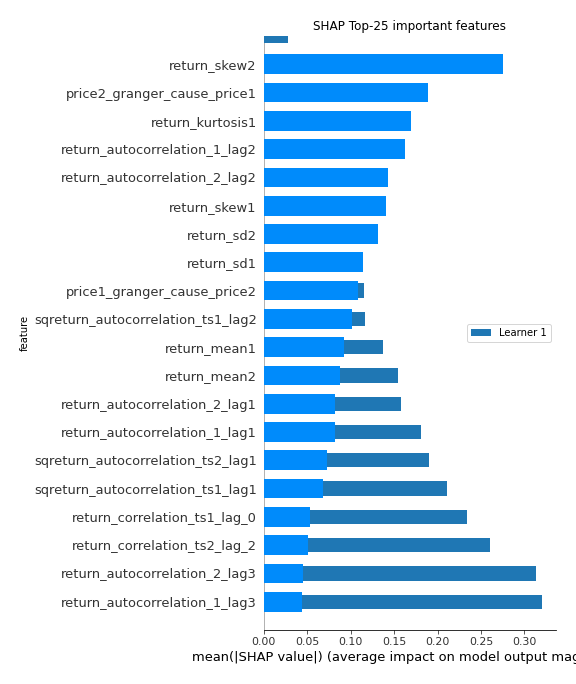 SHAP Top-25 important features
return_skew2
price2_granger_cause_price1
return_kurtosis1
return_autocorrelation_1_lag2
return_autocorrelation_2_lag2
return_skew1
return_sd2
return_sd1
price1_granger_cause_price2
sqreturn_autocorrelation_ts1_lag2
return_mean1
return_mean2
return_autocorrelation_2_lag1
return_autocorrelation_1_lag1
sqreturn_autocorrelation_ts2_lag1
sqreturn_autocorrelation_ts1_lag1
return_correlation_ts1_lag_0
return_correlation_ts2_lag_2
return_autocorrelation_2_lag3
return_autocorrelation_1_lag3
feature
Learner 1
0.00 0.05 0.10 0.15 0.20 0.25 0.30
mean(|SHAP value|) (average impact on model output mag